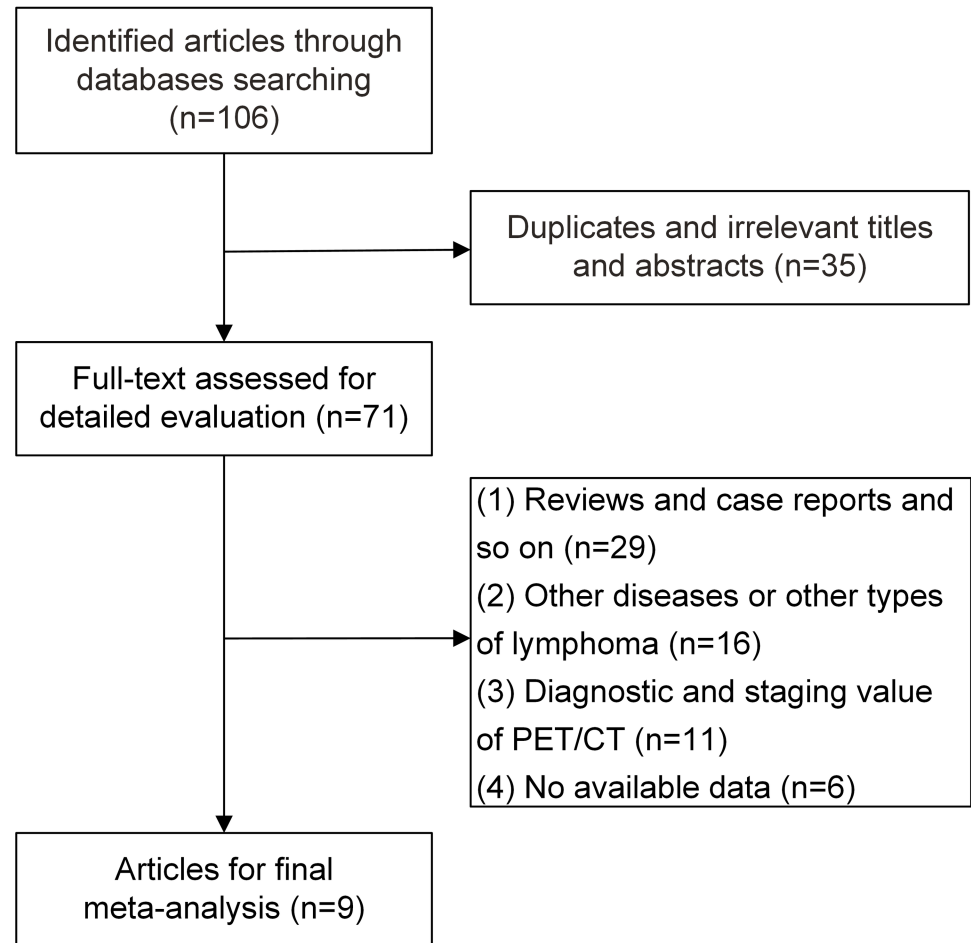 Identified articles through
databases searching
(n=106)
Duplicates and irrelevant titles
and abstracts (n=35)
Full-text assessed for
detailed evaluation (n=71)
(1) Reviews and case reports and
so on (n=29)
(2) Other diseases or other types
of lymphoma (n=16)
(3) Diagnostic and staging value
of PET/CT (n=11)
(4) No available data (n=6)
Articles for final
meta-analysis (n=9)